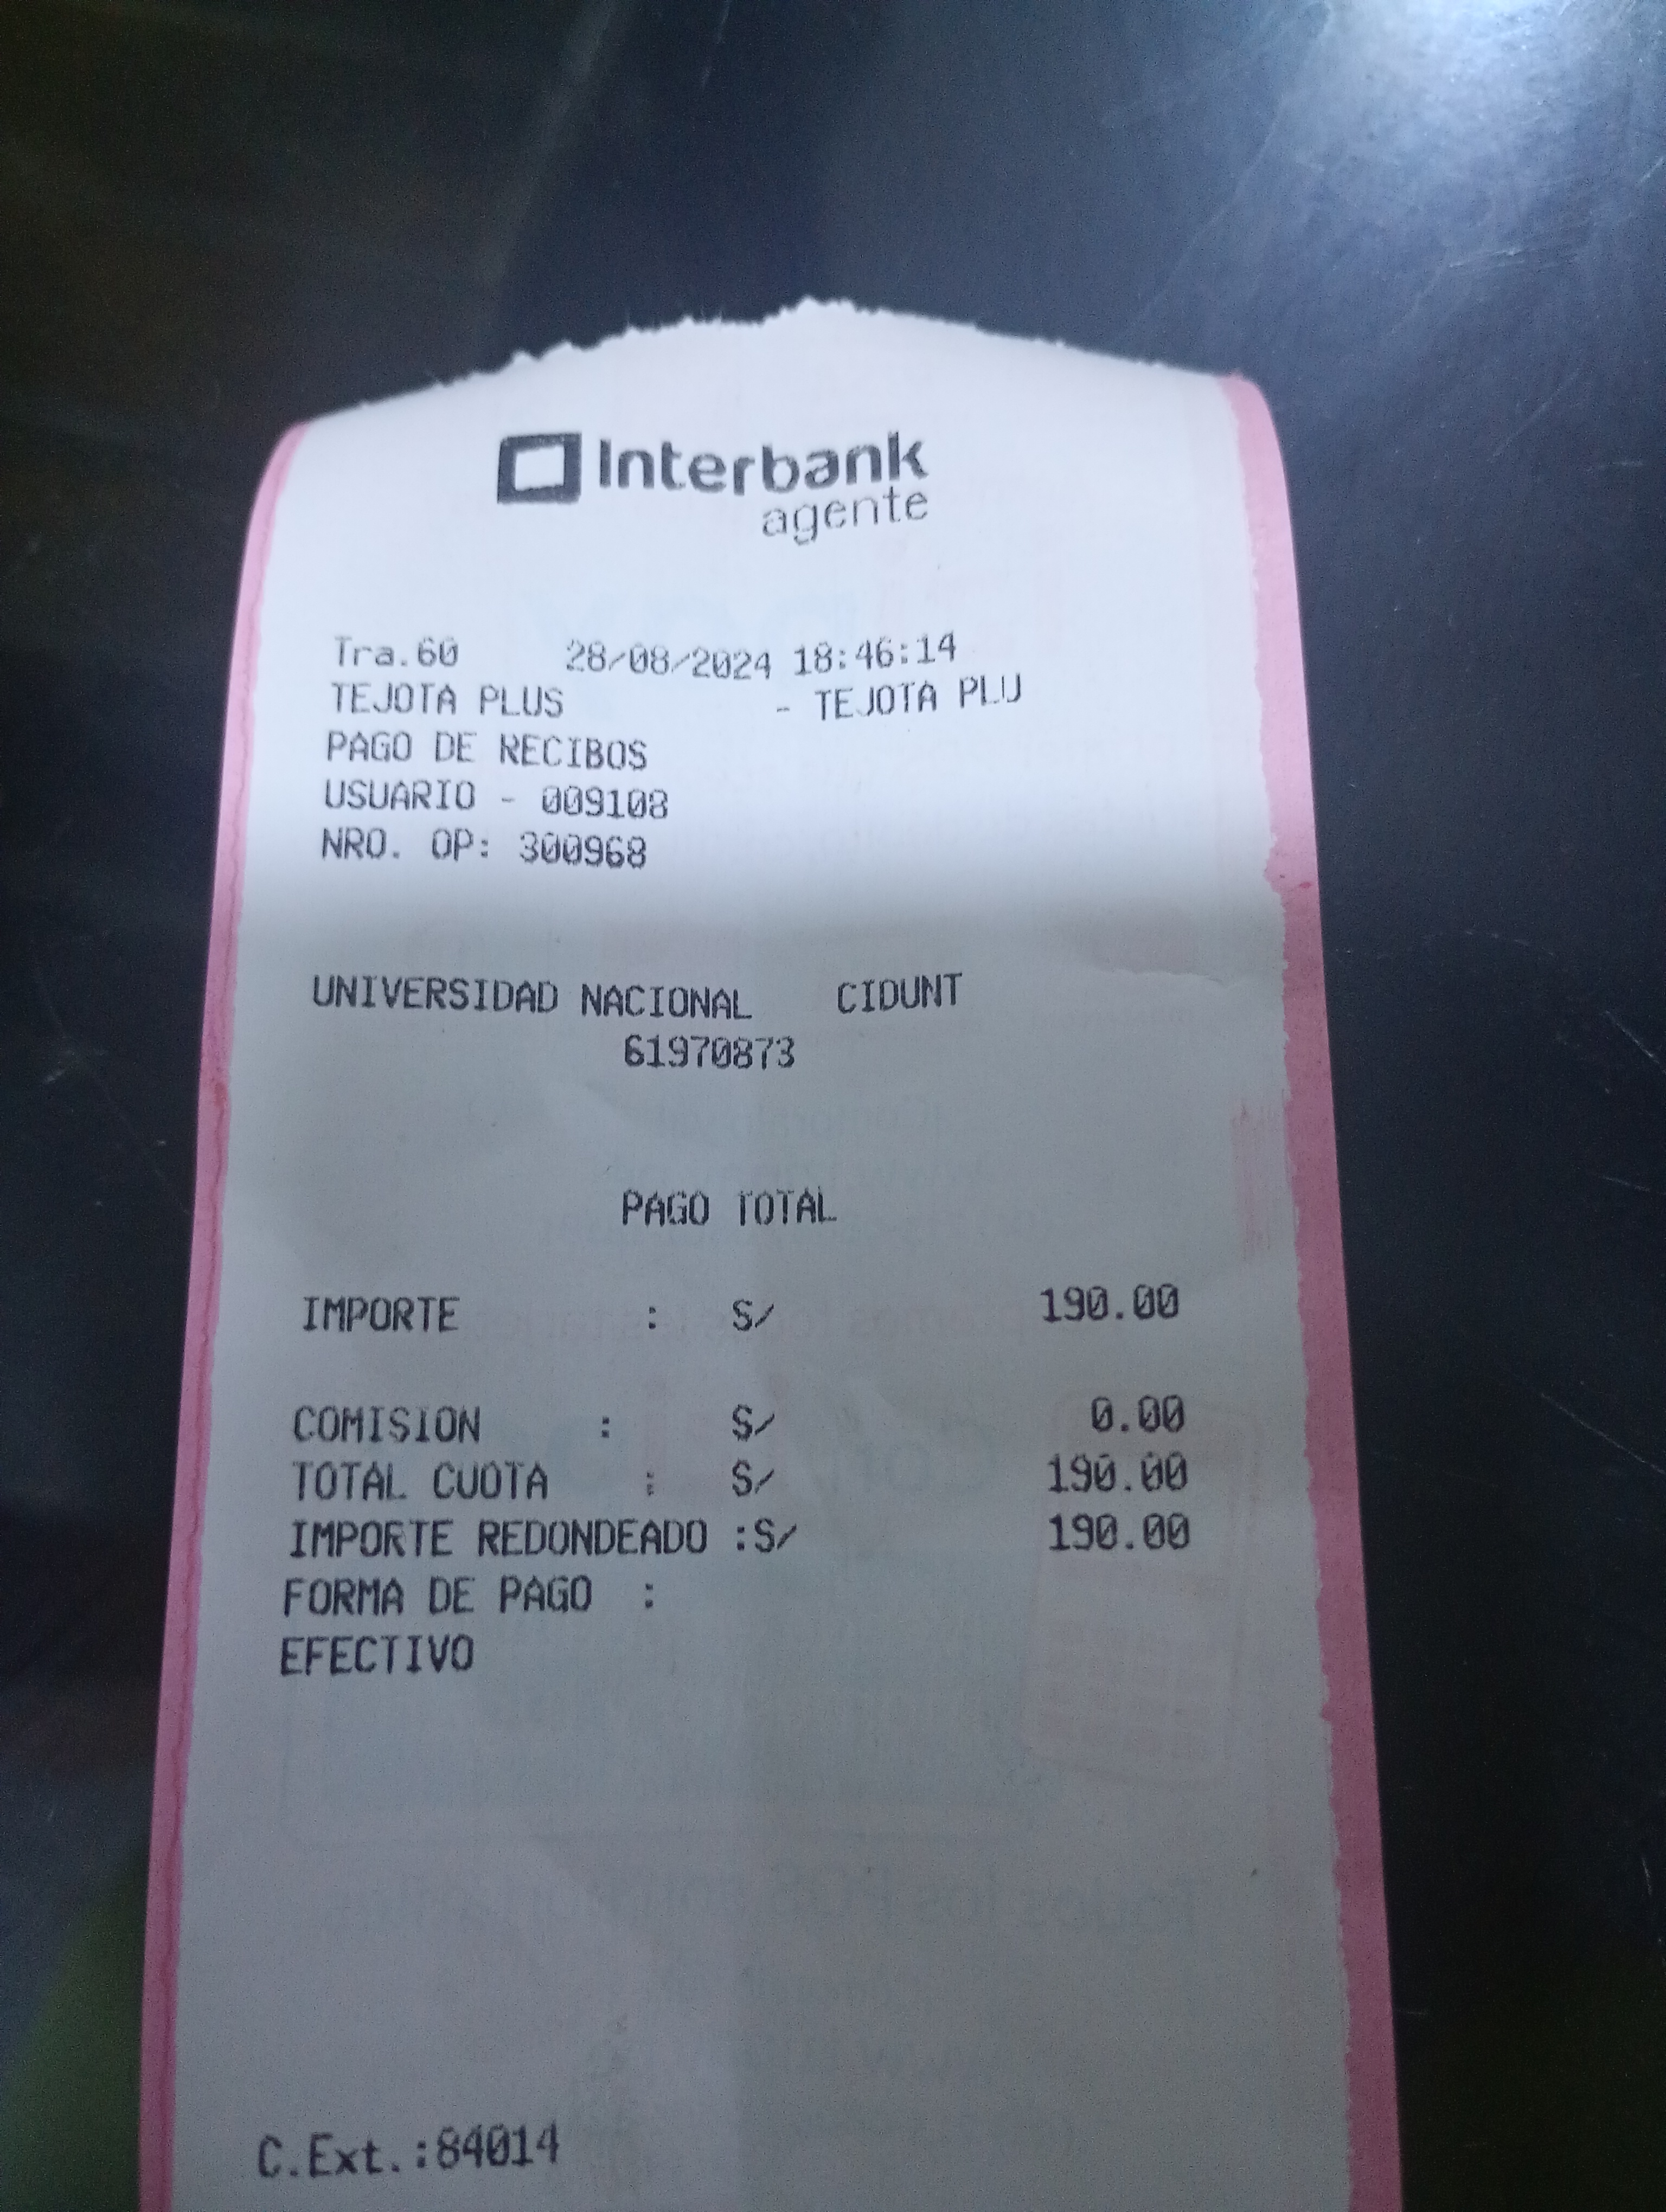 Interbank
agente
Tra.60 28/08/2024 18:46:14
TEJOTA PLUS - TEJOTA PLU
PAGO DE RECIBOS
USUARIO - 009108
NRO. OP: 300968
UNIVERSIDAD NACIONAL CIDUNT
61970873
PAGO TOTAL
IMPORTE : S/ 190.00
COMISION : S/ 0.00
TOTAL CUOTA : S/ 190.00
IMPORTE REDONDEADO :S/ 190.00
FORMA DE PAGO :
EFECTIVO
C.Ext.:84014